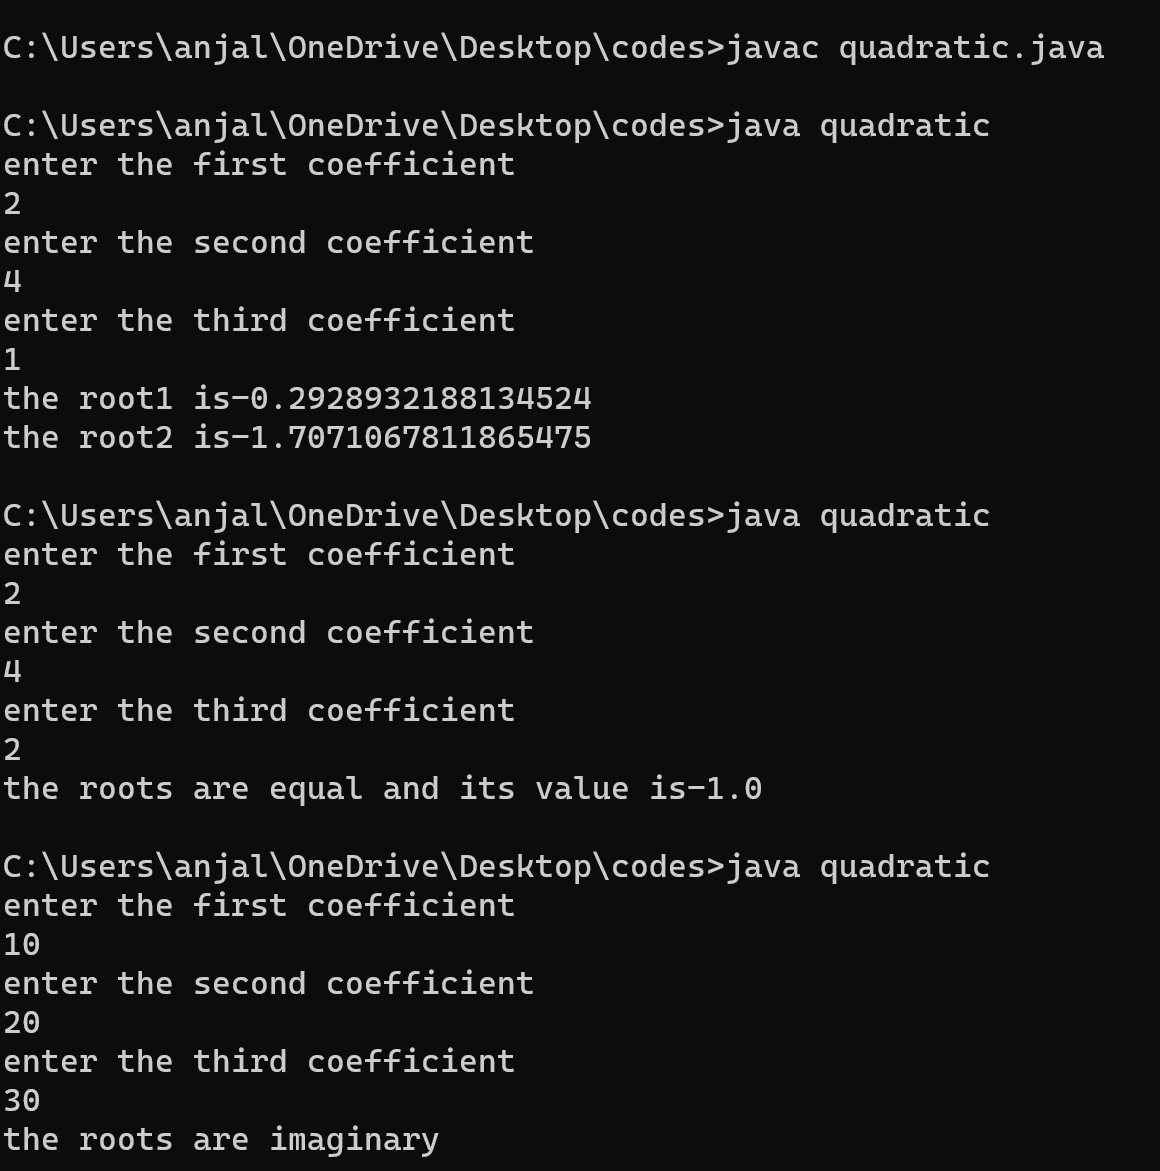 C:\Users\anjal\OneDrive\Desktop\codes>javac quadratic.java
C:\Users\anjal\OneDrive\Desktop\codes>java quadratic
enter the first coefficient
2
enter the second coefficient
4
enter the third coefficient
1
the root1 is-0.2928932188134524
the root2 is-1.7071067811865475
C:\Users\anjal\OneDrive\Desktop\codes>java quadratic
enter the first coefficient
2
enter the second coefficient
4
enter the third coefficient
2
the roots are equal and its value is-1.0
C:\Users\anjal\OneDrive\Desktop\codes>java quadratic
enter the first coefficient
10
enter the second coefficient
20
enter the third coefficient
30
the roots are imaginary